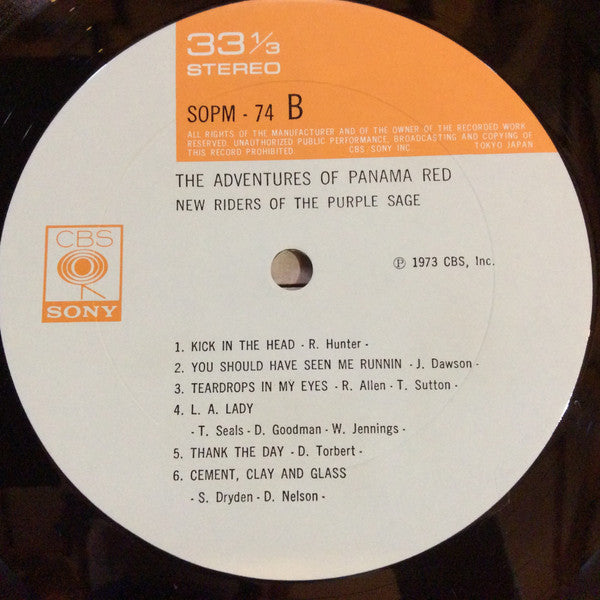 33 1/3
STEREO
SOPM - 74 B
ALL RIGHTS OF THE MANUFACTURER AND OF THE OWNER OF THE RECORDED WORK
RESERVED. UNAUTHORIZED PUBLIC PERFORMANCE, BROADCASTING AND COPYING OF
THIS RECORD PROHIBITED CBS SONY INC. TOKYO JAPAN
THE ADVENTURES OF PANAMA RED
NEW RIDERS OF THE PURPLE SAGE
CBS
SONY
℗ 1973 CBS, Inc.
1. KICK IN THE HEAD - R. Hunter -
2. YOU SHOULD HAVE SEEN ME RUNNIN - J. Dawson -
3. TEARDROPS IN MY EYES - R. Allen - T. Sutton -
4. L. A. LADY
- T. Seals - D. Goodman - W. Jennings -
5. THANK THE DAY - D. Torbert -
6. CEMENT, CLAY AND GLASS
- S. Dryden - D. Nelson -